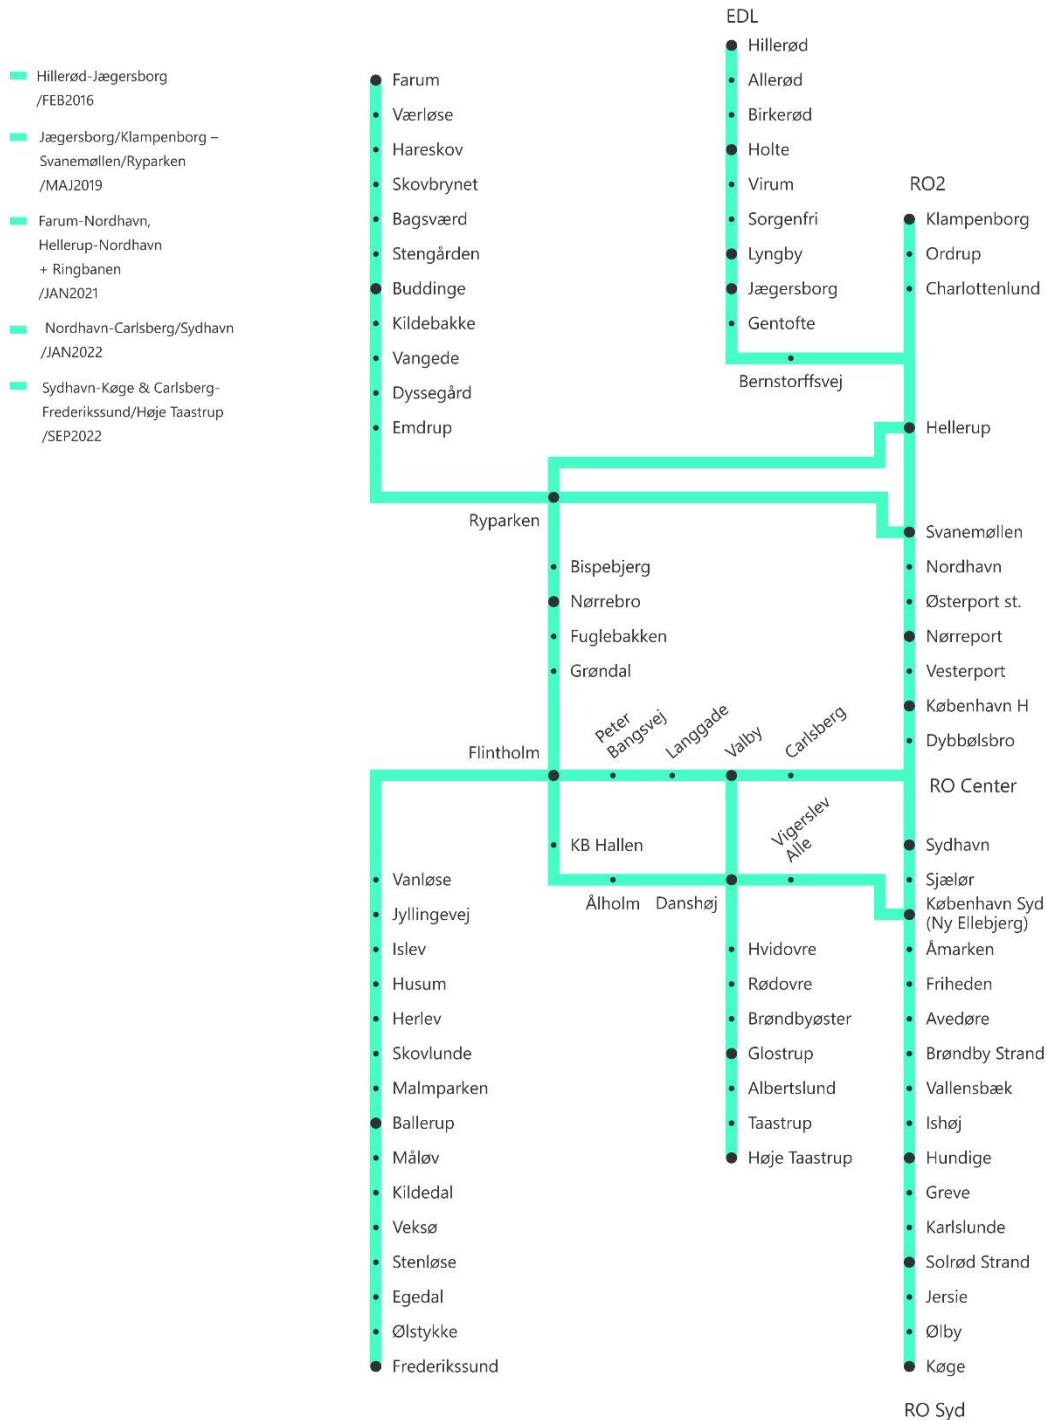 Hillerød-Jægersborg
/FEB2016
Jægersborg/Klampenborg –
Svanemøllen/Ryparken
/MAJ2019
Farum-Nordhavn,
Hellerup-Nordhavn
+ Ringbanen
/JAN2021
Nordhavn-Carlsberg/Sydhavn
/JAN2022
Sydhavn-Køge & Carlsberg-
Frederikssund/Høje Taastrup
/SEP2022
Farum
Værløse
Hareskov
Skovbrynet
Bagsværd
Stengården
Buddinge
Kildebakke
Vangede
Dyssegård
Emdrup
EDL
Hillerød
Allerød
Birkerød
Holte
Virum
Sorgenfri
Lyngby
Jægersborg
Gentofte
Bernstorffsvej
RO2
Klampenborg
Ordrup
Charlottenlund
Hellerup
Svanemøllen
Nordhavn
Østerport st.
Nørreport
Vesterport
København H
Dybbølsbro
RO Center
Ryparken
Bispebjerg
Nørrebro
Fuglebakken
Grøndal
Flintholm
Peter
Bangsvej
Langgade
Valby
Carlsberg
KB Hallen
Ålholm
Danshøj
Vigerslev
Alle
Sydhavn
Sjælør
København Syd
(Ny Ellebjerg)
Åmarken
Friheden
Avedøre
Brøndby Strand
Vallensbæk
Ishøj
Hundige
Greve
Karlslunde
Solrød Strand
Jersie
Ølby
Køge
RO Syd
Hvidovre
Rødovre
Brøndbyøster
Glostrup
Albertslund
Taastrup
Høje Taastrup
Vanløse
Jyllingevej
Islev
Husum
Herlev
Skovlunde
Malmparken
Ballerup
Måløv
Kildedal
Veksø
Stenløse
Egedal
Ølstykke
Frederikssund